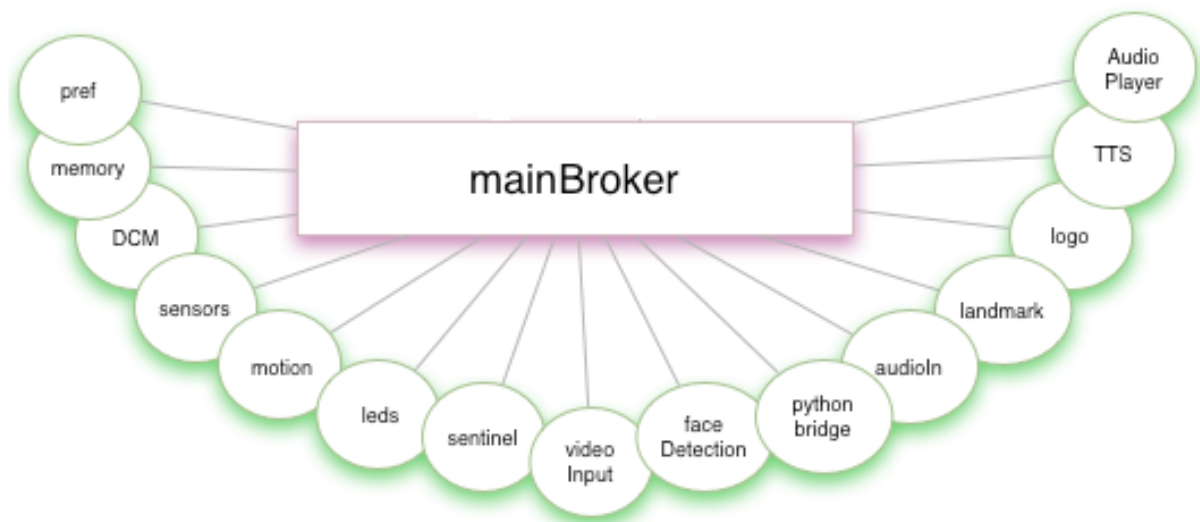 mainBroker
pref
memory
DCM
sensors
motion
leds
sentinel
video
Input
face
Detection
python
bridge
audioIn
landmark
logo
TTS
Audio
Player